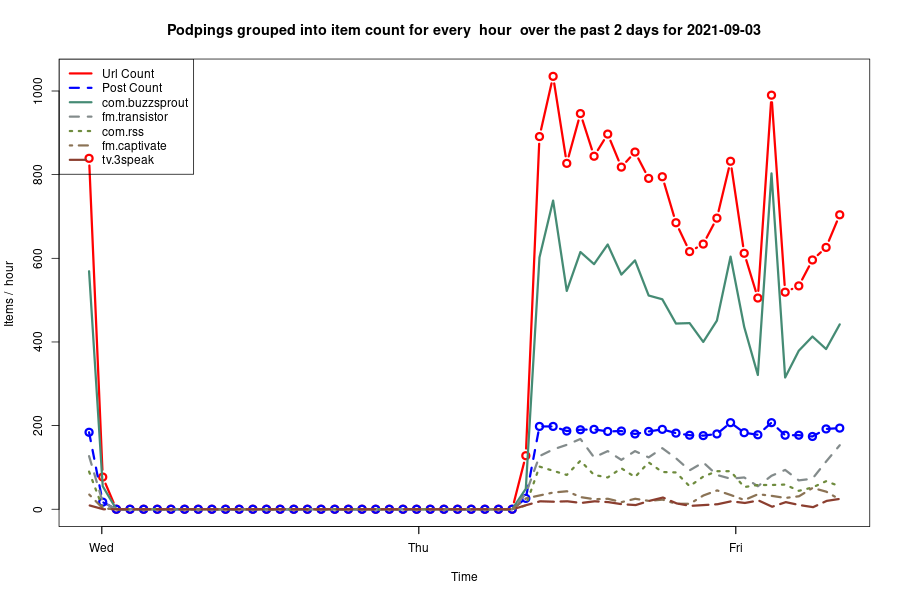 Podpings grouped into item count for every  hour  over the past 2 days for 2021-09-03
Url Count
Post Count
com.buzzsprout
fm.transistor
com.rss
fm.captivate
tv.3speak
Items /  hour
1000
800
600
400
200
0
Wed
Thu
Fri
Time